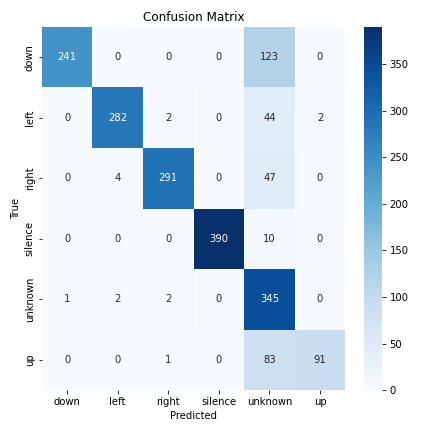 Confusion Matrix
down 241 0 0 0 123 0
left 0 282 2 0 44 2
right 0 4 291 0 47 0
silence 0 0 0 390 10 0
unknown 1 2 2 0 345 0
up 0 0 1 0 83 91
down left right silence unknown up
Predicted
True
350
300
250
200
150
100
50
0